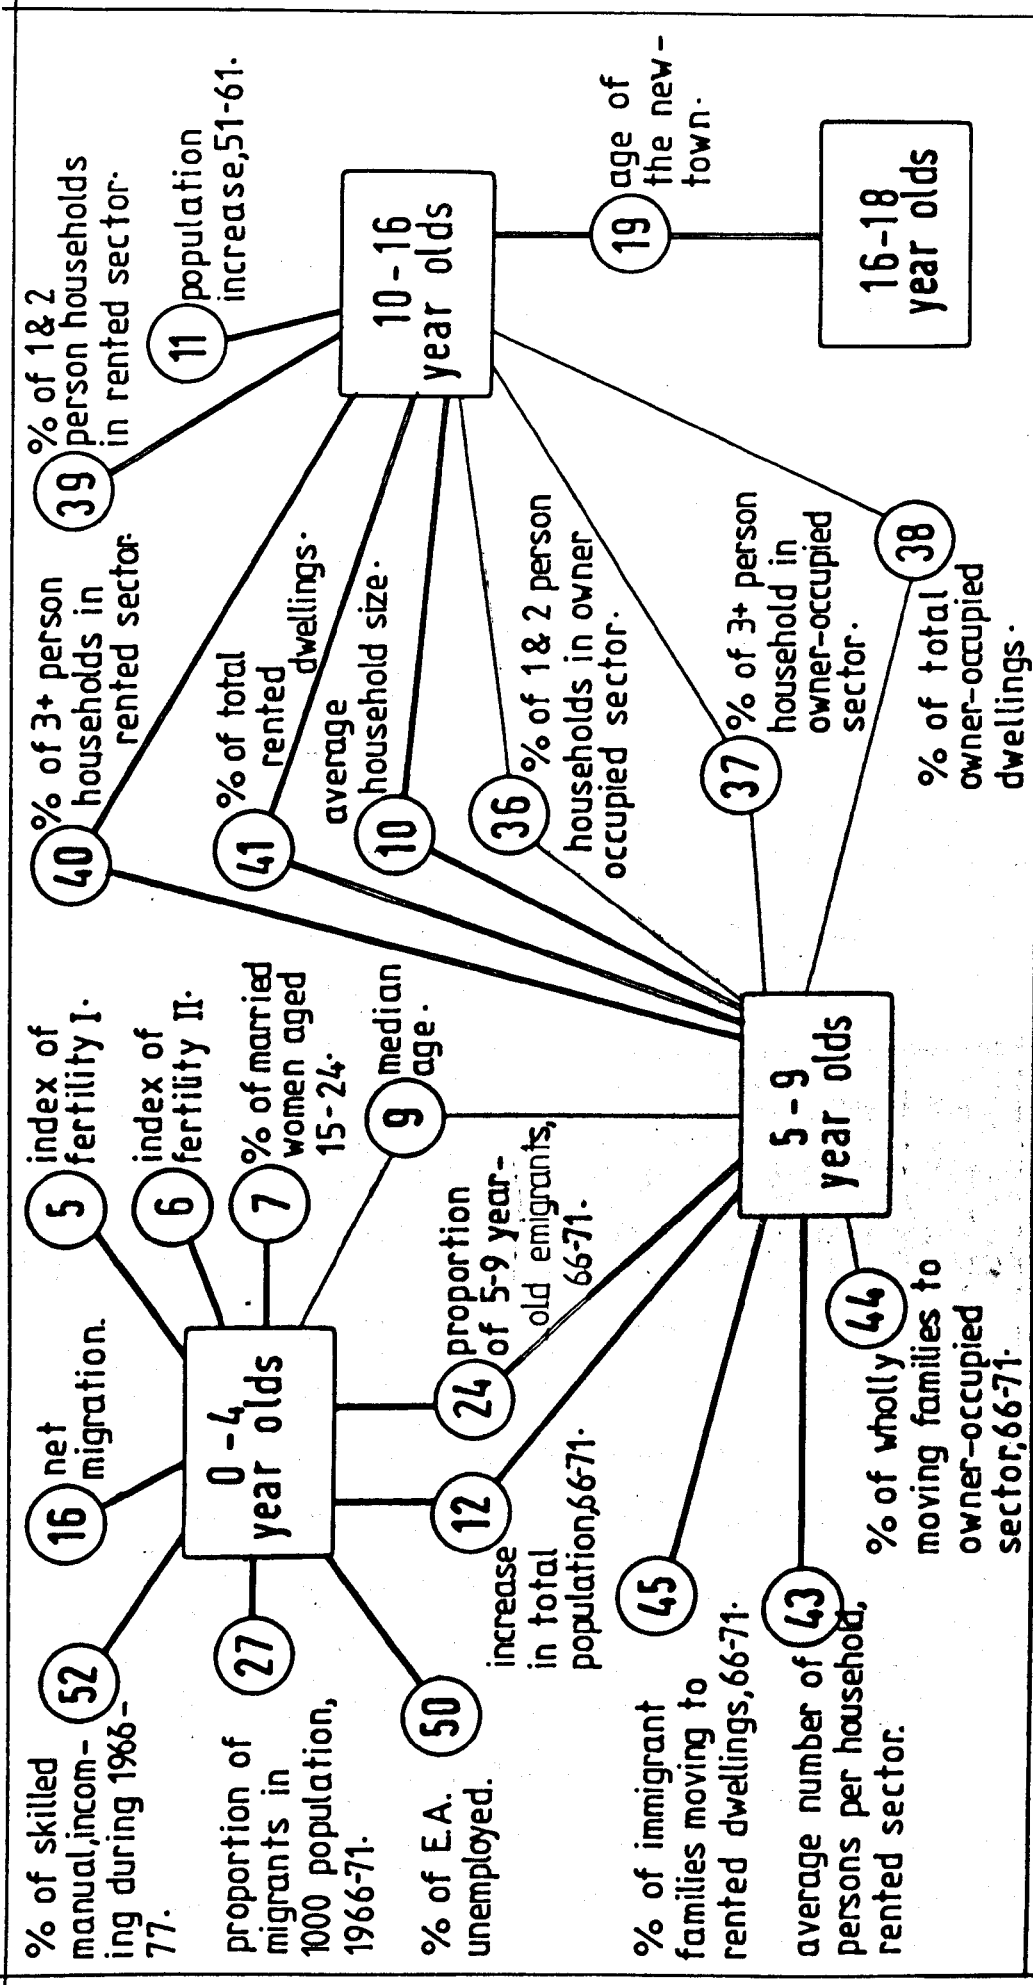 % of skilled
manual,incom-
ing during 1966-
77.
52
16
net
migration.
5
index of
fertility I.
6
index of
fertility II.
7
% of married
women aged
15-24.
9
median
age.
0-4
year olds
27
proportion of
migrants in
1000 population,
1966-71.
50
% of E.A.
unemployed.
12
increase
in total
population,66-71.
24
proportion
of 5-9 year-
old emigrants,
66-71.
45
% of immigrant
families moving to
rented dwellings,66-71.
43
average number of
persons per household,
rented sector.
44
% of wholly
moving families to
owner-occupied
sector,66-71.
5-9
year olds
40
% of 3+ person
households in
rented sector.
39
% of 1& 2
person households
in rented sector.
11
population
increase,51-61.
41
% of total
rented
dwellings.
10
average
household size.
36
% of 1& 2 person
households in owner
occupied sector.
37
% of 3+ person
household in
owner-occupied
sector.
38
% of total
owner-occupied
dwellings.
10-16
year olds
19
age of
the new-
town.
16-18
year olds